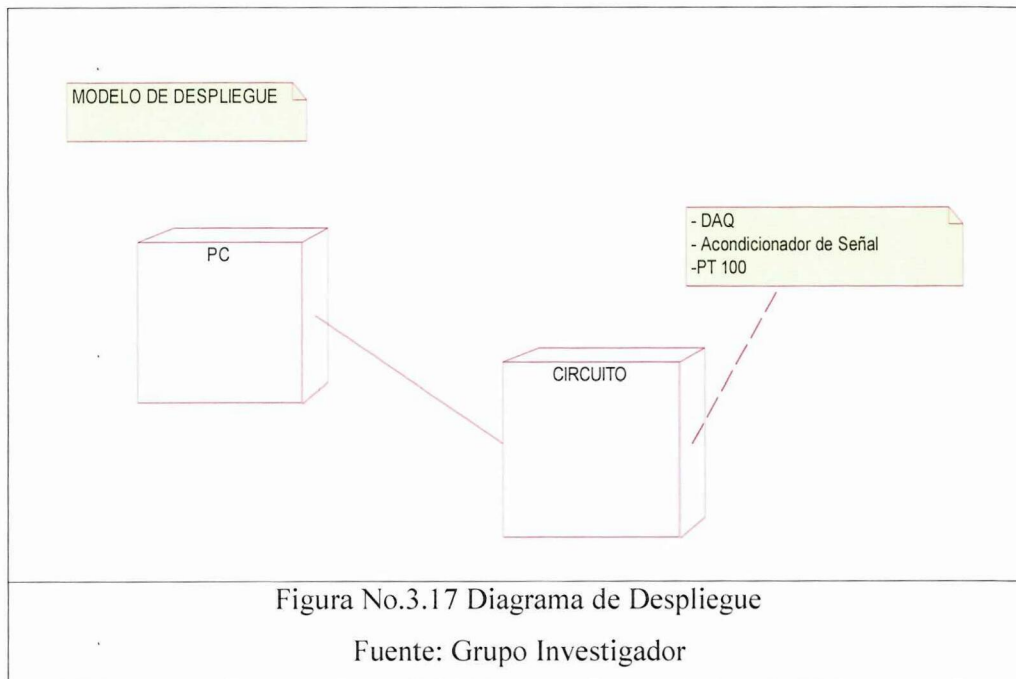 MODELO DE DESPLIEGUE
PC
- DAQ
- Acondicionador de Señal
-PT 100
CIRCUITO
Figura No.3.17 Diagrama de Despliegue
Fuente: Grupo Investigador